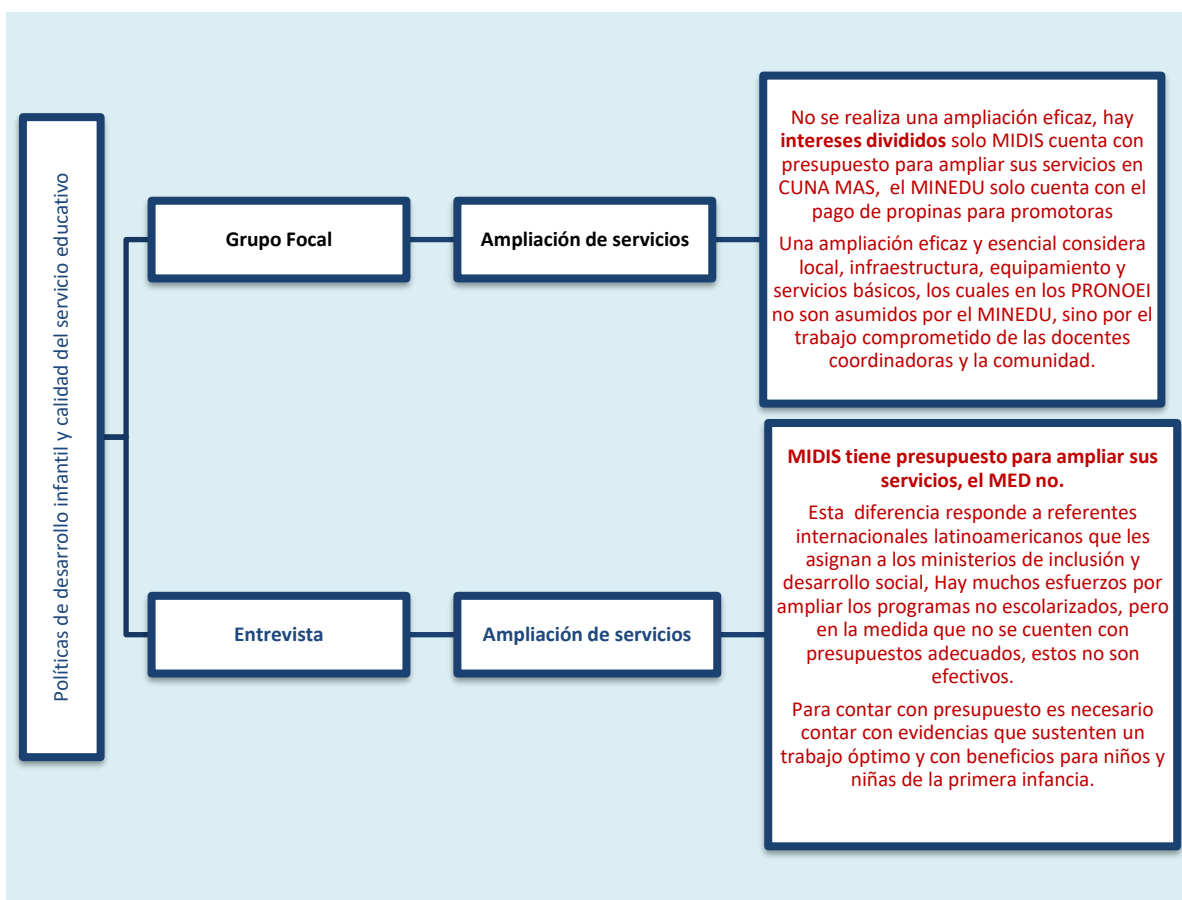 Políticas de desarrollo infantil y calidad del servicio educativo
Grupo Focal
Ampliación de servicios
No se realiza una ampliación eficaz, hay
intereses divididos solo MIDIS cuenta con
presupuesto para ampliar sus servicios en
CUNA MAS, el MINEDU solo cuenta con el
pago de propinas para promotoras
Una ampliación eficaz y esencial considera
local, infraestructura, equipamiento y
servicios básicos, los cuales en los PRONOEI
no son asumidos por el MINEDU, sino por el
trabajo comprometido de las docentes
coordinadoras y la comunidad.
Entrevista
Ampliación de servicios
MIDIS tiene presupuesto para ampliar sus
servicios, el MED no.
Esta diferencia responde a referentes
internacionales latinoamericanos que les
asignan a los ministerios de inclusión y
desarrollo social, Hay muchos esfuerzos por
ampliar los programas no escolarizados, pero
en la medida que no se cuenten con
presupuestos adecuados, estos no son
efectivos.
Para contar con presupuesto es necesario
contar con evidencias que sustenten un
trabajo óptimo y con beneficios para niños y
niñas de la primera infancia.